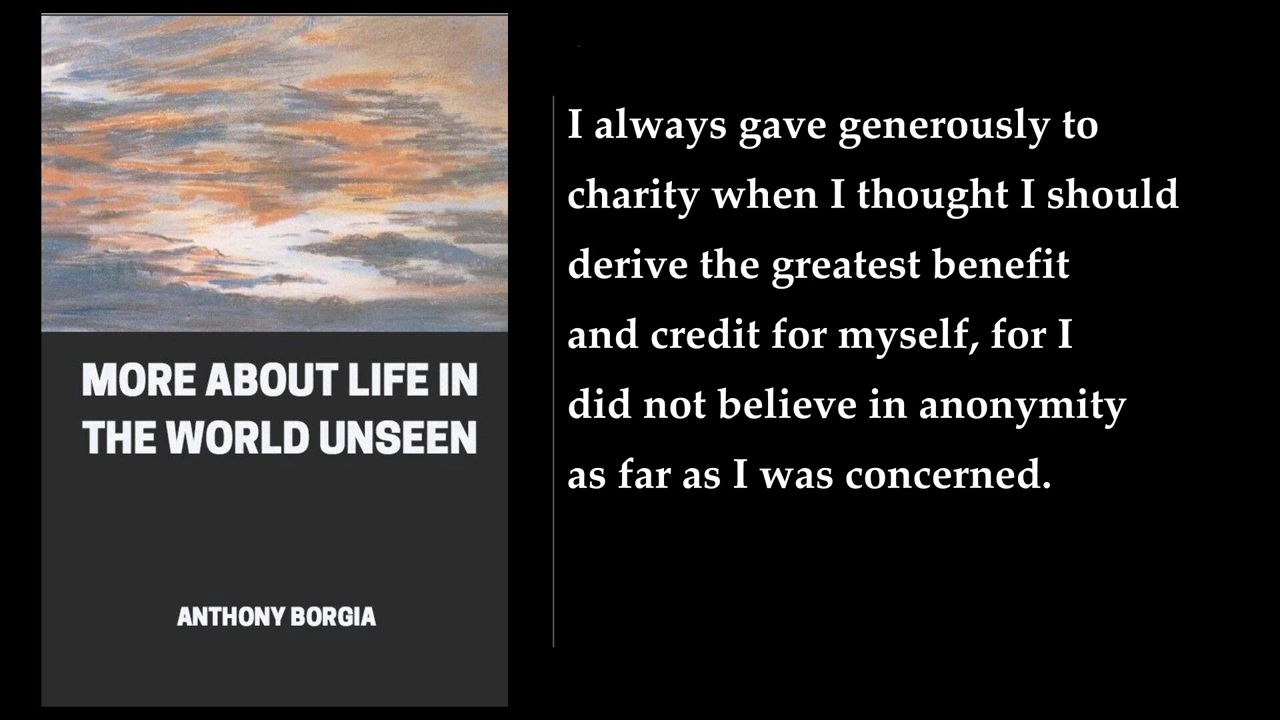 MORE ABOUT LIFE IN
THE WORLD UNSEEN
ANTHONY BORGIA
I always gave generously to
charity when I thought I should
derive the greatest benefit
and credit for myself, for I
did not believe in anonymity
as far as I was concerned.